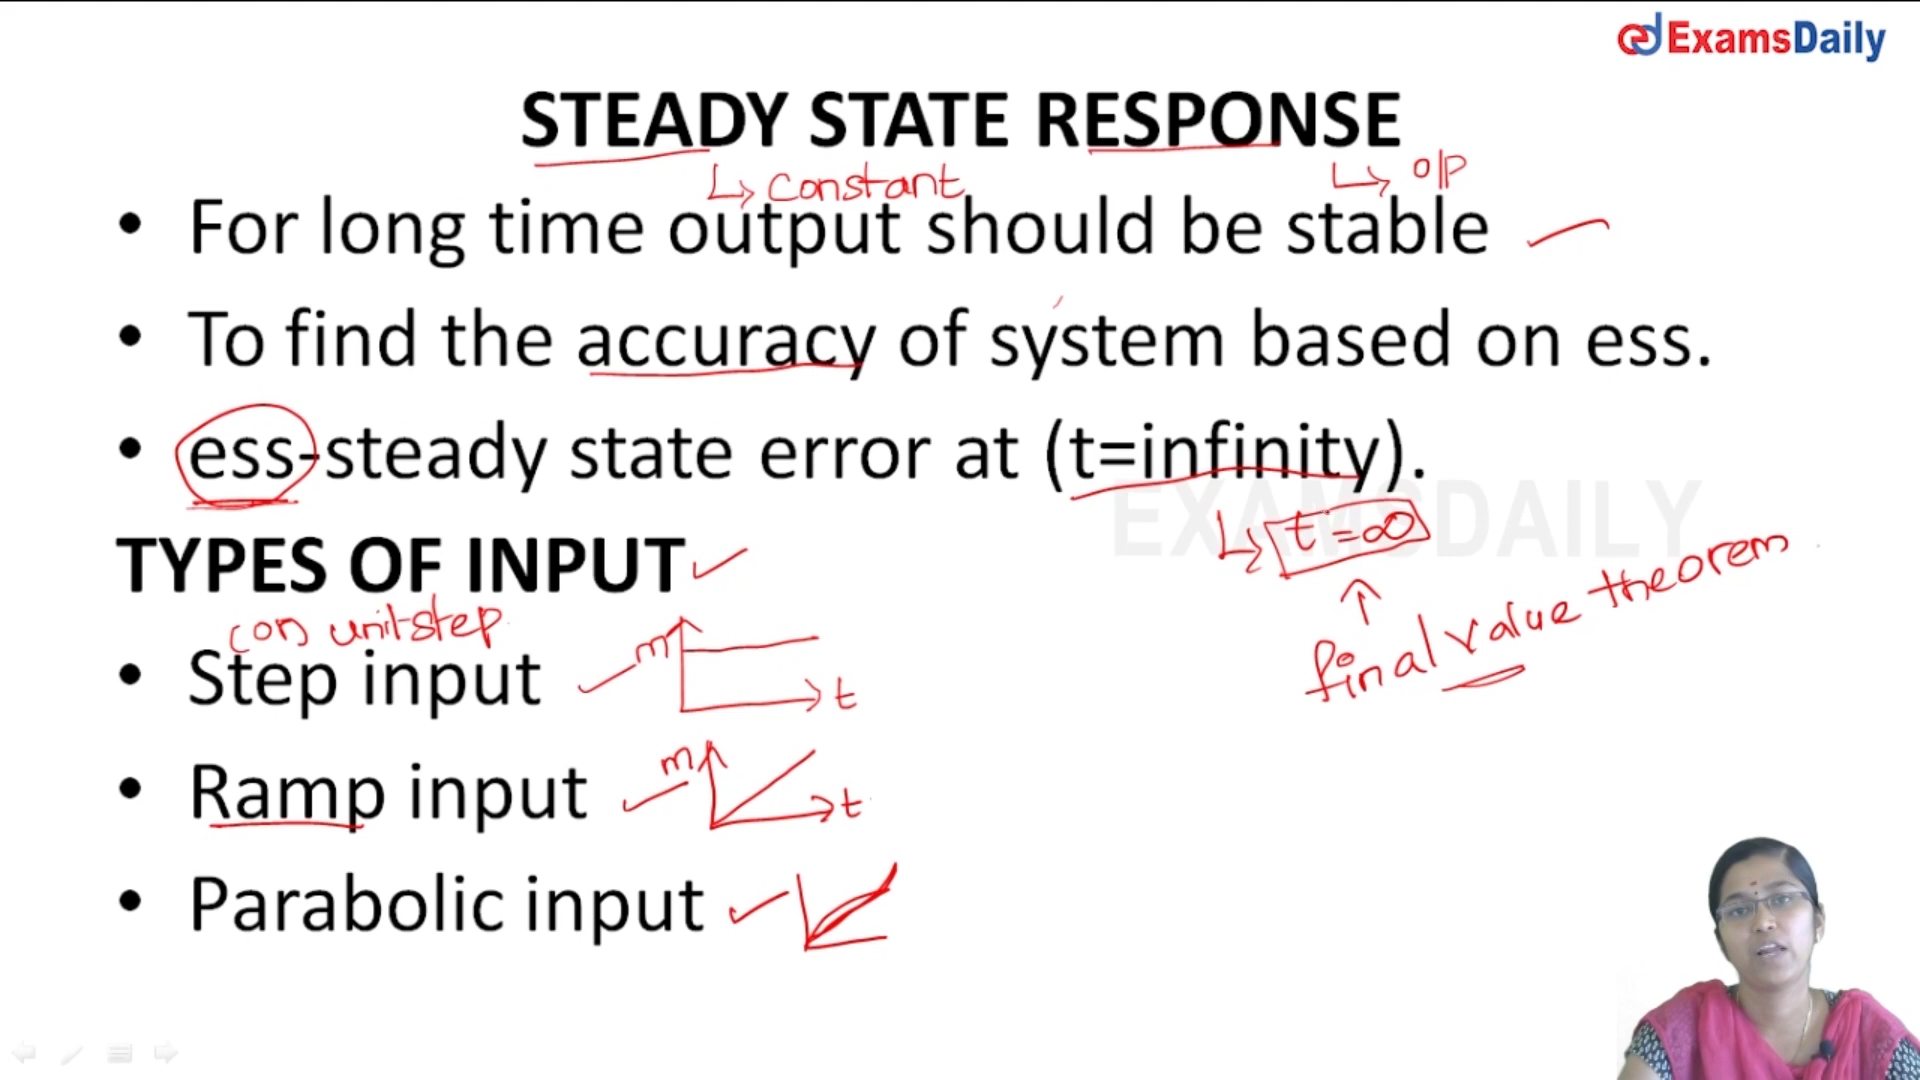 ExamsDaily
STEADY STATE RESPONSE
↳ constant
↳ o/p
• For long time output should be stable
• To find the accuracy of system based on ess.
• ess-steady state error at (t=infinity).
EXAMSDAILY
↳ t=∞
final value theorem
TYPES OF INPUT
(or) unit step
• Step input
m
t
• Ramp input
m
t
• Parabolic input